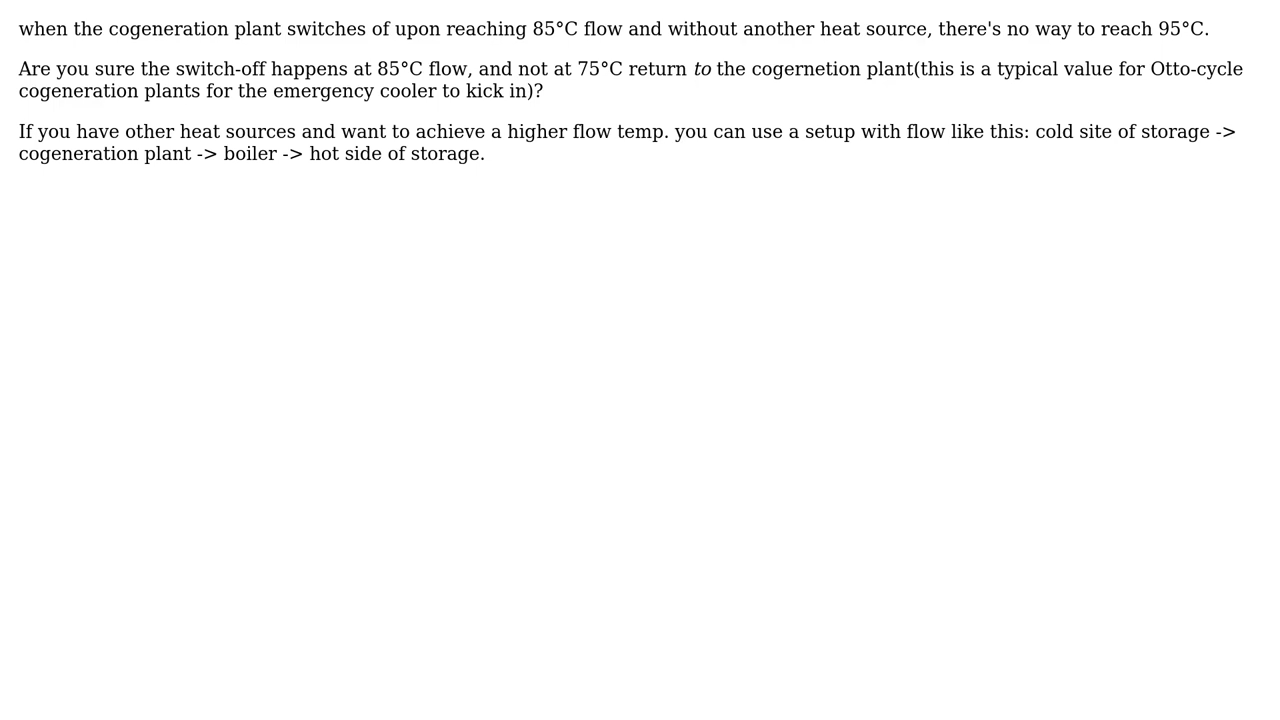 when the cogeneration plant switches of upon reaching 85°C flow and without another heat source, there's no way to reach 95°C.
Are you sure the switch-off happens at 85°C flow, and not at 75°C return to the cogernetion plant(this is a typical value for Otto-cycle
cogeneration plants for the emergency cooler to kick in)?
If you have other heat sources and want to achieve a higher flow temp. you can use a setup with flow like this: cold site of storage ->
cogeneration plant -> boiler -> hot side of storage.